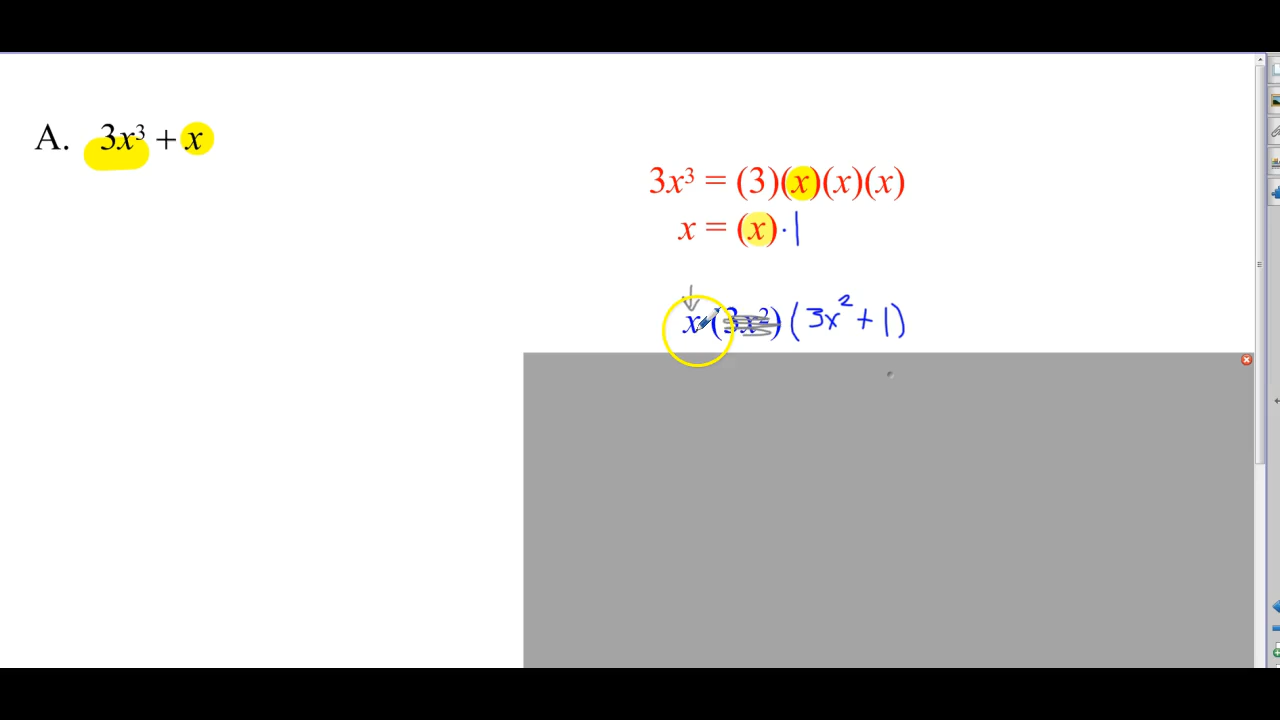 A. 3x³ + x
3x³ = (3)(x)(x)(x)
x = (x) · 1
x (3x²) (3x² + 1)